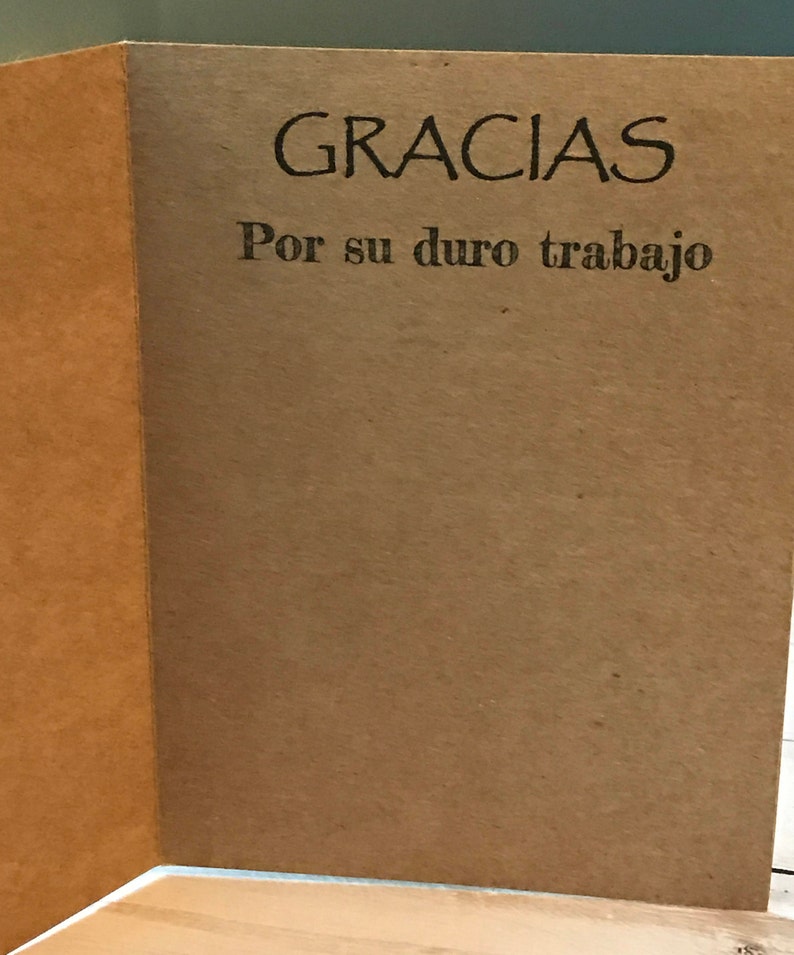 GRACIAS
Por su duro trabajo